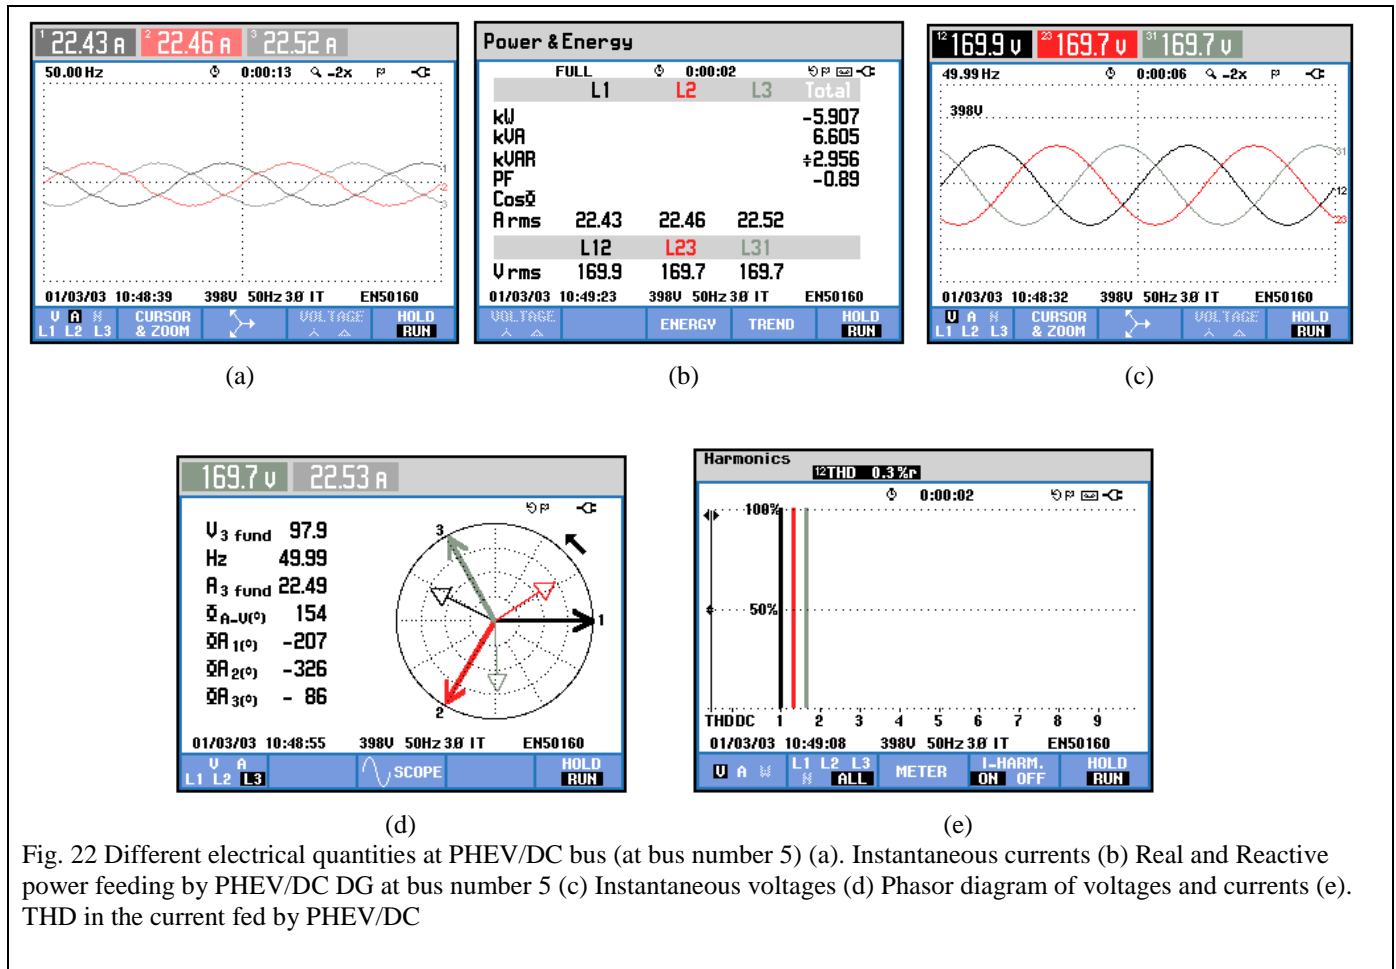 1 22.43 A 2 22.46 A 3 22.52 A
50.00 Hz 0:00:13 -2x
1
2
3
01/03/03 10:48:39 398V 50Hz 3Ø IT EN50160
V A N CURSOR VOLTAGE HOLD
L1 L2 L3 & ZOOM RUN
(a)
Power & Energy
FULL 0:00:02
L1 L2 L3 Total
kW -5.907
kVA 6.605
kVAR ÷2.956
PF -0.89
CosΦ
A rms 22.43 22.46 22.52
L12 L23 L31
V rms 169.9 169.7 169.7
01/03/03 10:49:23 398V 50Hz 3Ø IT EN50160
VOLTAGE ENERGY TREND HOLD
RUN
(b)
12 169.9 V 23 169.7 V 31 169.7 V
49.99 Hz 0:00:06 -2x
398V
31
12
23
01/03/03 10:48:32 398V 50Hz 3Ø IT EN50160
V A N CURSOR VOLTAGE HOLD
L1 L2 L3 & ZOOM RUN
(c)
169.7 V 22.53 A
V3 fund 97.9
Hz 49.99
A3 fund 22.49
ΦA-V(°) 154
ΦA1(°) -207
ΦA2(°) -326
ΦA3(°) - 86
3
1
2
01/03/03 10:48:55 398V 50Hz 3Ø IT EN50160
V A SCOPE HOLD
L1 L2 L3 RUN
(d)
Harmonics
12THD 0.3%r
0:00:02
100%
50%
THD DC 1 2 3 4 5 6 7 8 9
01/03/03 10:49:08 398V 50Hz 3Ø IT EN50160
V A W L1 L2 L3 METER I-HARM. HOLD
N ALL ON OFF RUN
(e)
Fig. 22 Different electrical quantities at PHEV/DC bus (at bus number 5) (a). Instantaneous currents (b) Real and Reactive
power feeding by PHEV/DC DG at bus number 5 (c) Instantaneous voltages (d) Phasor diagram of voltages and currents (e).
THD in the current fed by PHEV/DC